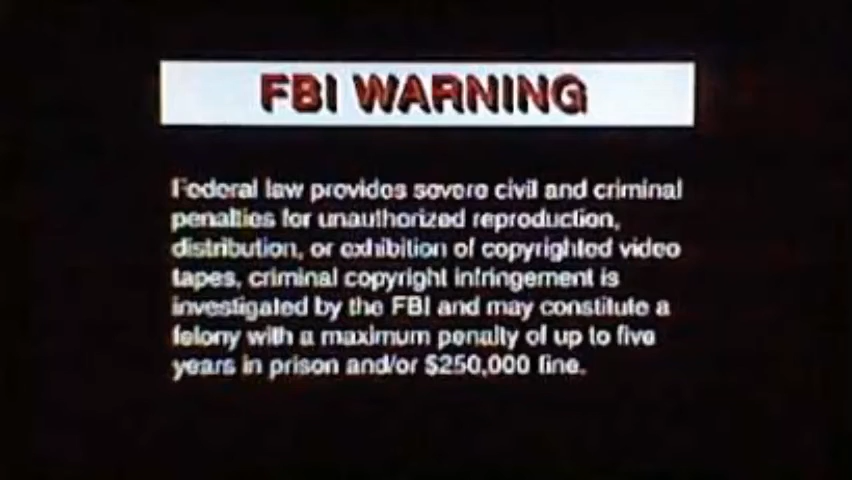 FBI WARNING
Federal law provides severe civil and criminal
penalties for unauthorized reproduction,
distribution, or exhibition of copyrighted video
tapes, criminal copyright infringement is
investigated by the FBI and may constitute a
felony with a maximum penalty of up to five
years in prison and/or $250,000 fine.